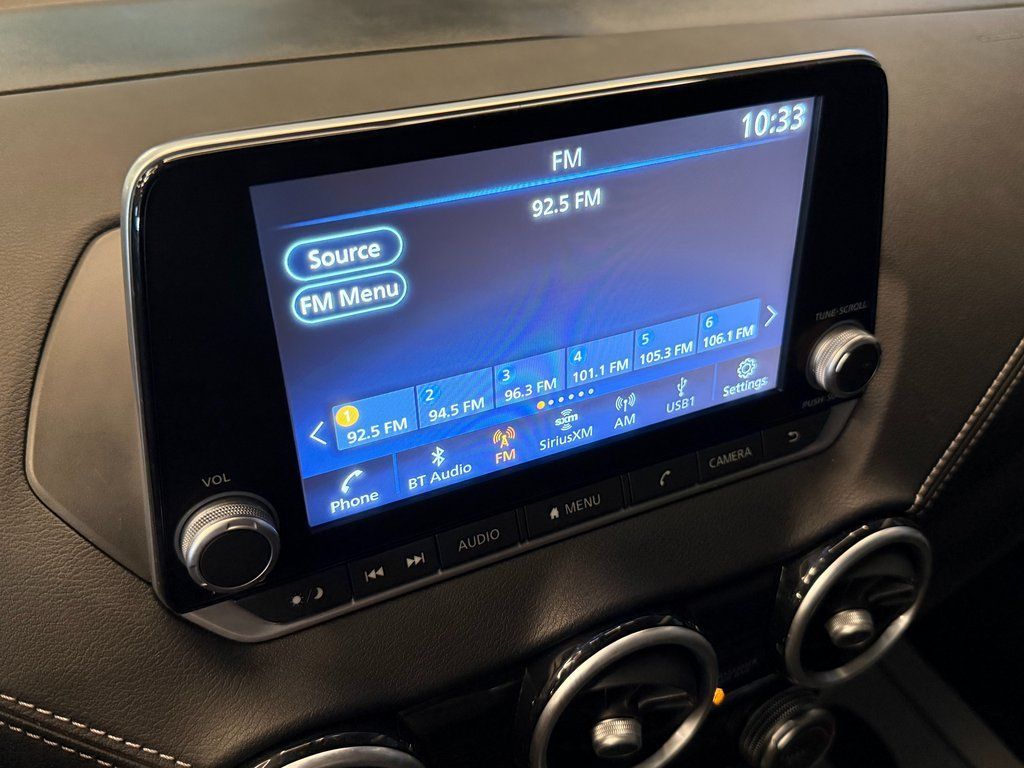 10:33
FM
92.5 FM
Source
FM Menu
1 2 3 4 5 6
92.5 FM 94.5 FM 96.3 FM 101.1 FM 105.3 FM 106.1 FM
Phone BT Audio FM sxm SiriusXM AM USB1 Settings
TUNE·SCROLL
VOL
AUDIO MENU CAMERA